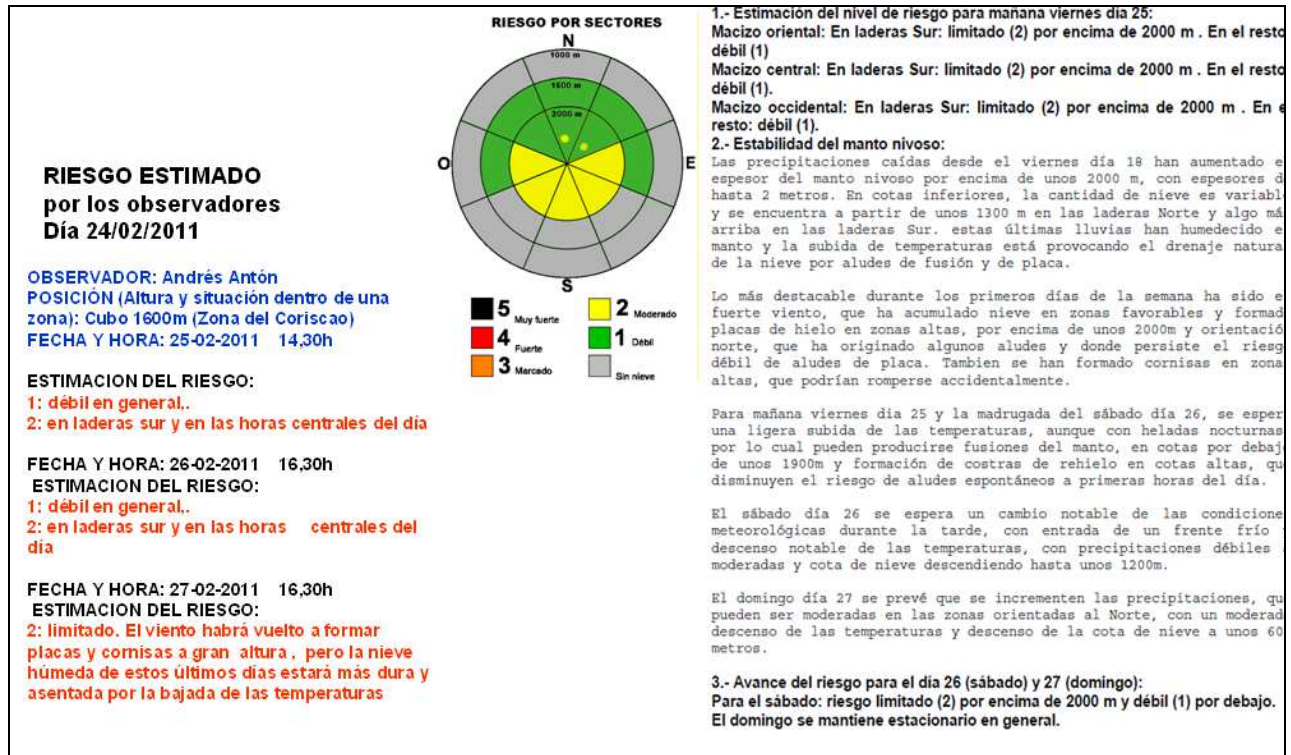 RIESGO ESTIMADO
por los observadores
Día 24/02/2011
OBSERVADOR: Andrés Antón
POSICIÓN (Altura y situación dentro de una
zona): Cubo 1600m (Zona del Coriscao)
FECHA Y HORA: 25-02-2011 14,30h
ESTIMACION DEL RIESGO:
1: débil en general,.
2: en laderas sur y en las horas centrales del día
FECHA Y HORA: 26-02-2011 16,30h
ESTIMACION DEL RIESGO:
1: débil en general,.
2: en laderas sur y en las horas centrales del
día
FECHA Y HORA: 27-02-2011 16,30h
ESTIMACION DEL RIESGO:
2: limitado. El viento habrá vuelto a formar
placas y cornisas a gran altura , pero la nieve
húmeda de estos últimos días estará más dura y
asentada por la bajada de las temperaturas
RIESGO POR SECTORES
N
1000 m
1500 m
2000 m
O
E
S
5 Muy fuerte
2 Moderado
4 Fuerte
1 Débil
3 Marcado
Sin nieve
1.- Estimación del nivel de riesgo para mañana viernes día 25:
Macizo oriental: En laderas Sur: limitado (2) por encima de 2000 m . En el resto
débil (1)
Macizo central: En laderas Sur: limitado (2) por encima de 2000 m . En el resto
débil (1).
Macizo occidental: En laderas Sur: limitado (2) por encima de 2000 m . En e
resto: débil (1).
2.- Estabilidad del manto nivoso:
Las precipitaciones caídas desde el viernes día 18 han aumentado e
espesor del manto nivoso por encima de unos 2000 m, con espesores d
hasta 2 metros. En cotas inferiores, la cantidad de nieve es variabl
y se encuentra a partir de unos 1300 m en las laderas Norte y algo má
arriba en las laderas Sur. estas últimas lluvias han humedecido e
manto y la subida de temperaturas está provocando el drenaje natura
de la nieve por aludes de fusión y de placa.
Lo más destacable durante los primeros días de la semana ha sido e
fuerte viento, que ha acumulado nieve en zonas favorables y formad
placas de hielo en zonas altas, por encima de unos 2000m y orientació
norte, que ha originado algunos aludes y donde persiste el riesg
débil de aludes de placa. Tambien se han formado cornisas en zona
altas, que podrían romperse accidentalmente.
Para mañana viernes dia 25 y la madrugada del sábado día 26, se esper
una ligera subida de las temperaturas, aunque con heladas nocturnas
por lo cual pueden producirse fusiones del manto, en cotas por debaj
de unos 1900m y formación de costras de rehielo en cotas altas, qu
disminuyen el riesgo de aludes espontáneos a primeras horas del día.
El sábado día 26 se espera un cambio notable de las condicione
meteorológicas durante la tarde, con entrada de un frente frío
descenso notable de las temperaturas, con precipitaciones débiles
moderadas y cota de nieve descendiendo hasta unos 1200m.
El domingo día 27 se prevé que se incrementen las precipitaciones, qu
pueden ser moderadas en las zonas orientadas al Norte, con un moderad
descenso de las temperaturas y descenso de la cota de nieve a unos 60
metros.
3.- Avance del riesgo para el día 26 (sábado) y 27 (domingo):
Para el sábado: riesgo limitado (2) por encima de 2000 m y débil (1) por debajo.
El domingo se mantiene estacionario en general.